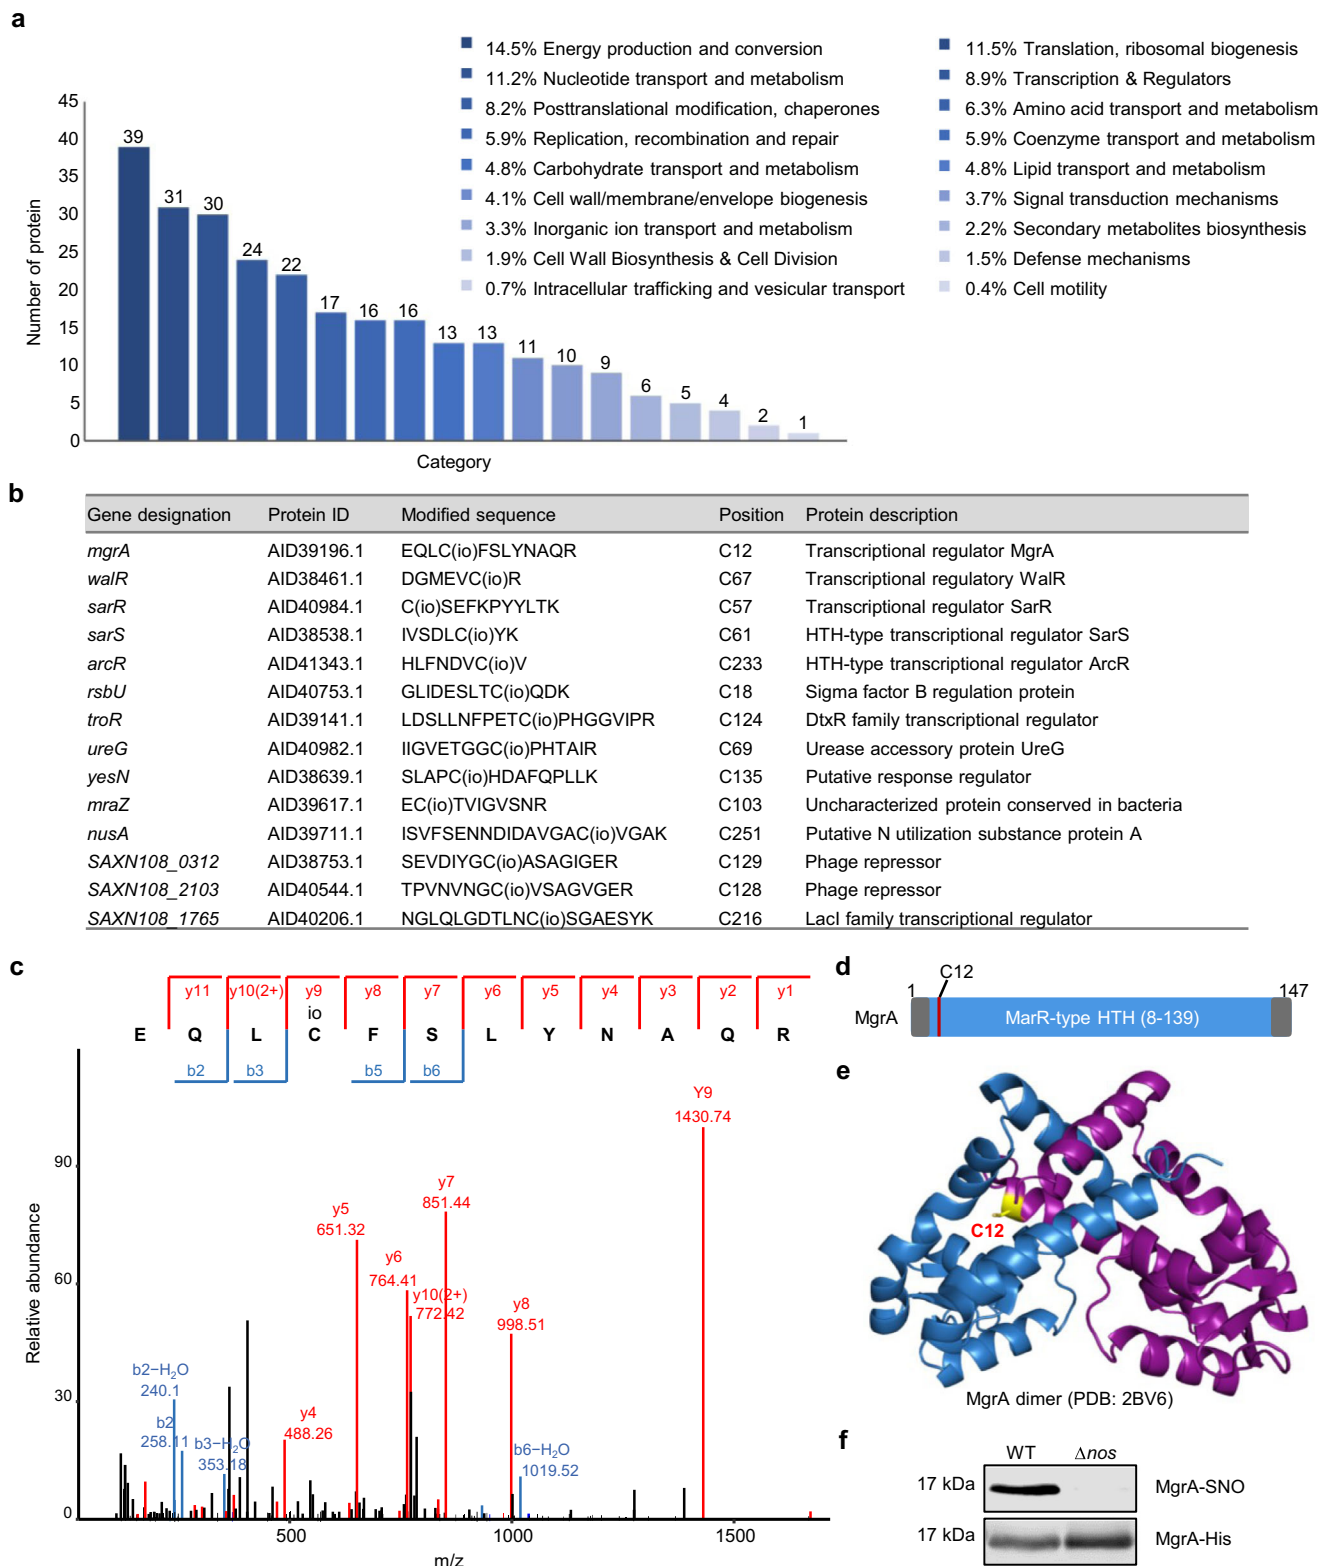 a
14.5% Energy production and conversion
11.5% Translation, ribosomal biogenesis
11.2% Nucleotide transport and metabolism
8.9% Transcription & Regulators
8.2% Posttranslational modification, chaperones
6.3% Amino acid transport and metabolism
5.9% Replication, recombination and repair
5.9% Coenzyme transport and metabolism
4.8% Carbohydrate transport and metabolism
4.8% Lipid transport and metabolism
4.1% Cell wall/membrane/envelope biogenesis
3.7% Signal transduction mechanisms
3.3% Inorganic ion transport and metabolism
2.2% Secondary metabolites biosynthesis
1.9% Cell Wall Biosynthesis & Cell Division
1.5% Defense mechanisms
0.7% Intracellular trafficking and vesicular transport
0.4% Cell motility
Number of protein
45
40
35
30
25
20
15
10
5
0
39
31
30
24
22
17
16
16
13
13
11
10
9
6
5
4
2
1
Category
b
Gene designation Protein ID Modified sequence Position Protein description
mgrA AID39196.1 EQLC(io)FSLYNAQR C12 Transcriptional regulator MgrA
walR AID38461.1 DGMEVC(io)R C67 Transcriptional regulatory WalR
sarR AID40984.1 C(io)SEFKPYYLTK C57 Transcriptional regulator SarR
sarS AID38538.1 IVSDLC(io)YK C61 HTH-type transcriptional regulator SarS
arcR AID41343.1 HLFNDVC(io)V C233 HTH-type transcriptional regulator ArcR
rsbU AID40753.1 GLIDESLTC(io)QDK C18 Sigma factor B regulation protein
troR AID39141.1 LDSLLNFPETC(io)PHGGVIPR C124 DtxR family transcriptional regulator
ureG AID40982.1 IIGVETGGC(io)PHTAIR C69 Urease accessory protein UreG
yesN AID38639.1 SLAPC(io)HDAFQPLLK C135 Putative response regulator
mraZ AID39617.1 EC(io)TVIGVSNR C103 Uncharacterized protein conserved in bacteria
nusA AID39711.1 ISVFSENNDIDAVGAC(io)VGAK C251 Putative N utilization substance protein A
SAXN108_0312 AID38753.1 SEVDIYGC(io)ASAGIGER C129 Phage repressor
SAXN108_2103 AID40544.1 TPVNVNGC(io)VSAGVGER C128 Phage repressor
SAXN108_1765 AID40206.1 NGLQLGDTLNC(io)SGAESYK C216 LacI family transcriptional regulator
c
y11 y10(2+) y9 y8 y7 y6 y5 y4 y3 y2 y1
io
E Q L C F S L Y N A Q R
b2 b3 b5 b6
Relative abundance
90
60
30
0
Y9
1430.74
y7
851.44
y5
651.32
y6
764.41
y10(2+)
772.42
y8
998.51
b2−H2O
240.1
b2
258.11
b3−H2O
353.18
y4
488.26
b6−H2O
1019.52
500
1000
1500
m/z
d
C12
1
147
MgrA
MarR-type HTH (8-139)
e
C12
MgrA dimer (PDB: 2BV6)
f
WT Δnos
17 kDa MgrA-SNO
17 kDa MgrA-His